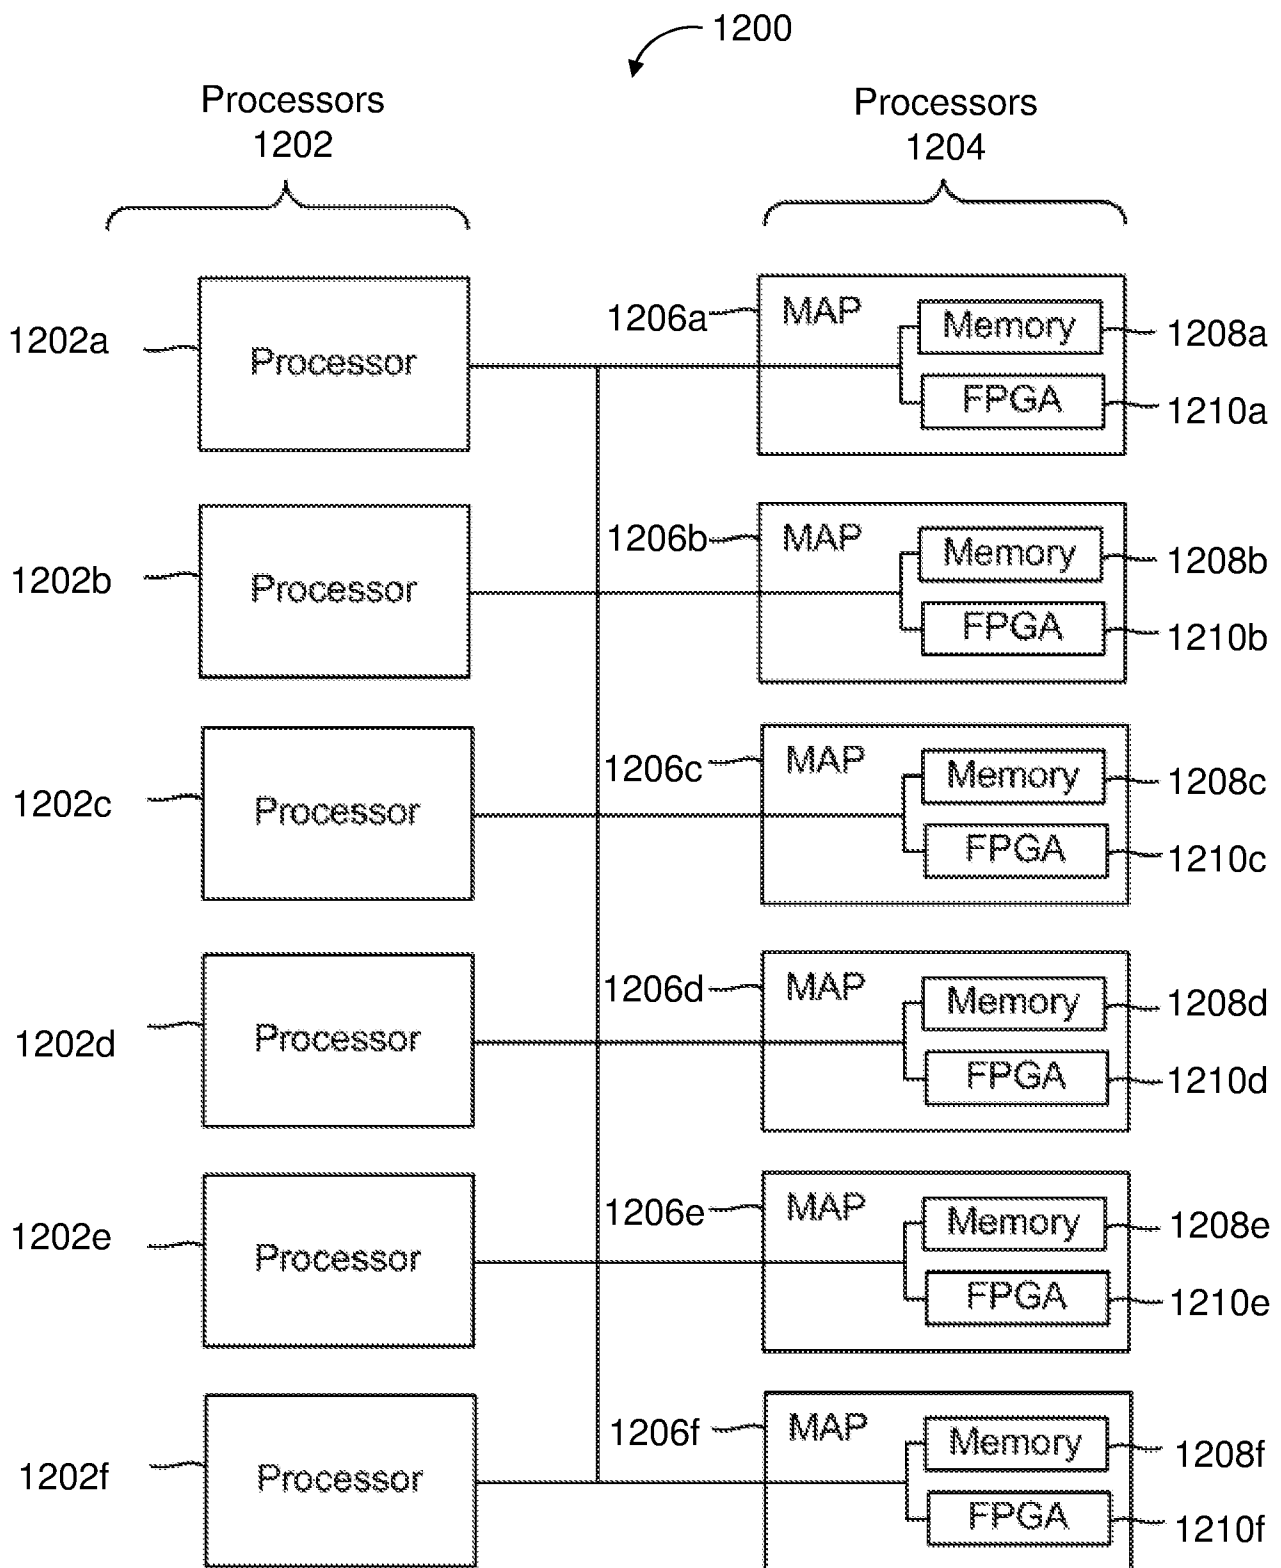 1200
Processors
1202
Processors
1204
1202a
Processor
1206a
MAP
Memory
1208a
FPGA
1210a
1202b
Processor
1206b
MAP
Memory
1208b
FPGA
1210b
1202c
Processor
1206c
MAP
Memory
1208c
FPGA
1210c
1202d
Processor
1206d
MAP
Memory
1208d
FPGA
1210d
1202e
Processor
1206e
MAP
Memory
1208e
FPGA
1210e
1202f
Processor
1206f
MAP
Memory
1208f
FPGA
1210f